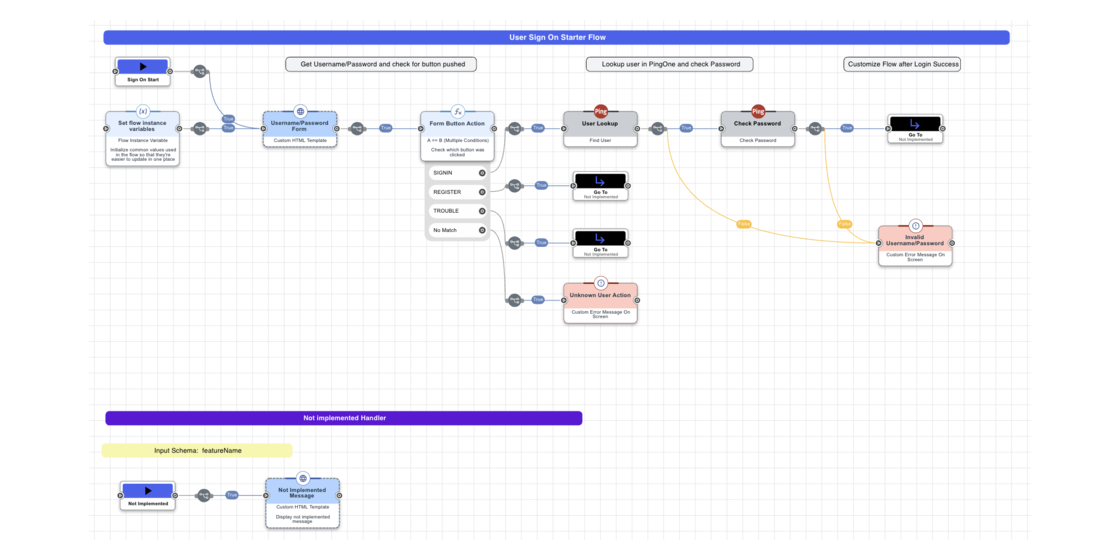 User Sign On Starter Flow
Get Username/Password and check for button pushed
Lookup user in PingOne and check Password
Customize Flow after Login Success
Sign On Start
{x}
Set flow instance
variables
Flow Instance Variable
Initialize common values used
in the flow so that they're
easier to update in one place
True
True
Username/Password
Form
Custom HTML Template
True
Form Button Action
A == B (Multiple Conditions)
Check which button was
clicked
SIGNIN
REGISTER
TROUBLE
No Match
True
Ping
User Lookup
Find User
True
Ping
Check Password
Check Password
True
Go To
Not Implemented
True
Go To
Not Implemented
True
Go To
Not Implemented
True
Unknown User Action
Custom Error Message On
Screen
False
False
Invalid
Username/Password
Custom Error Message On
Screen
Not implemented Handler
Input Schema: featureName
Not Implemented
True
Not Implemented
Message
Custom HTML Template
Display not implemented
message